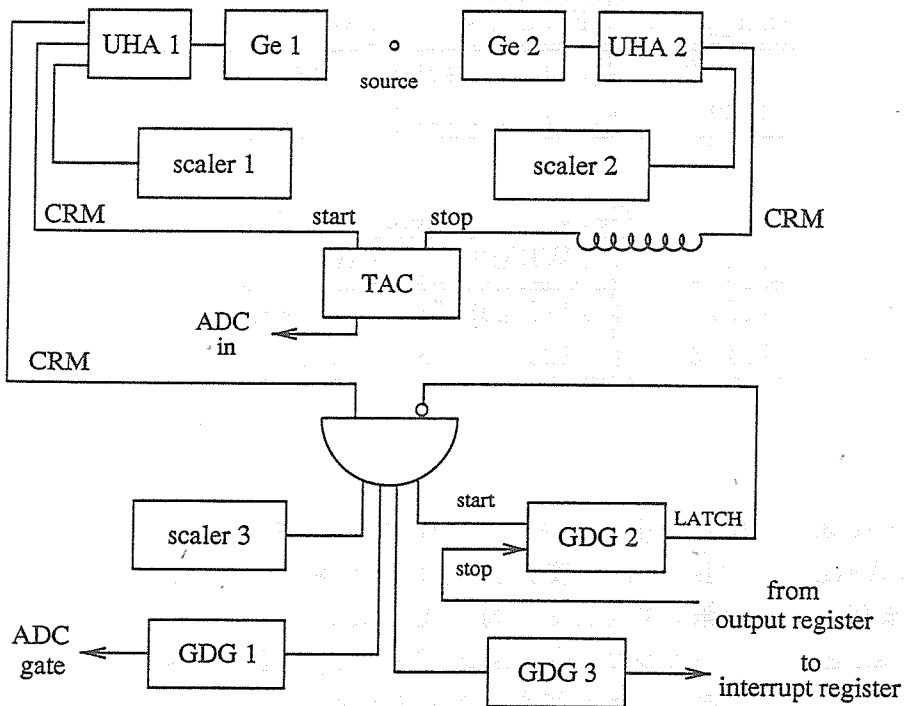 UHA 1
Ge 1
source
Ge 2
UHA 2
scaler 1
scaler 2
CRM
start
stop
CRM
TAC
ADC
in
CRM
scaler 3
start
GDG 2
LATCH
stop
from
output register
ADC
gate
GDG 1
GDG 3
to
interrupt register